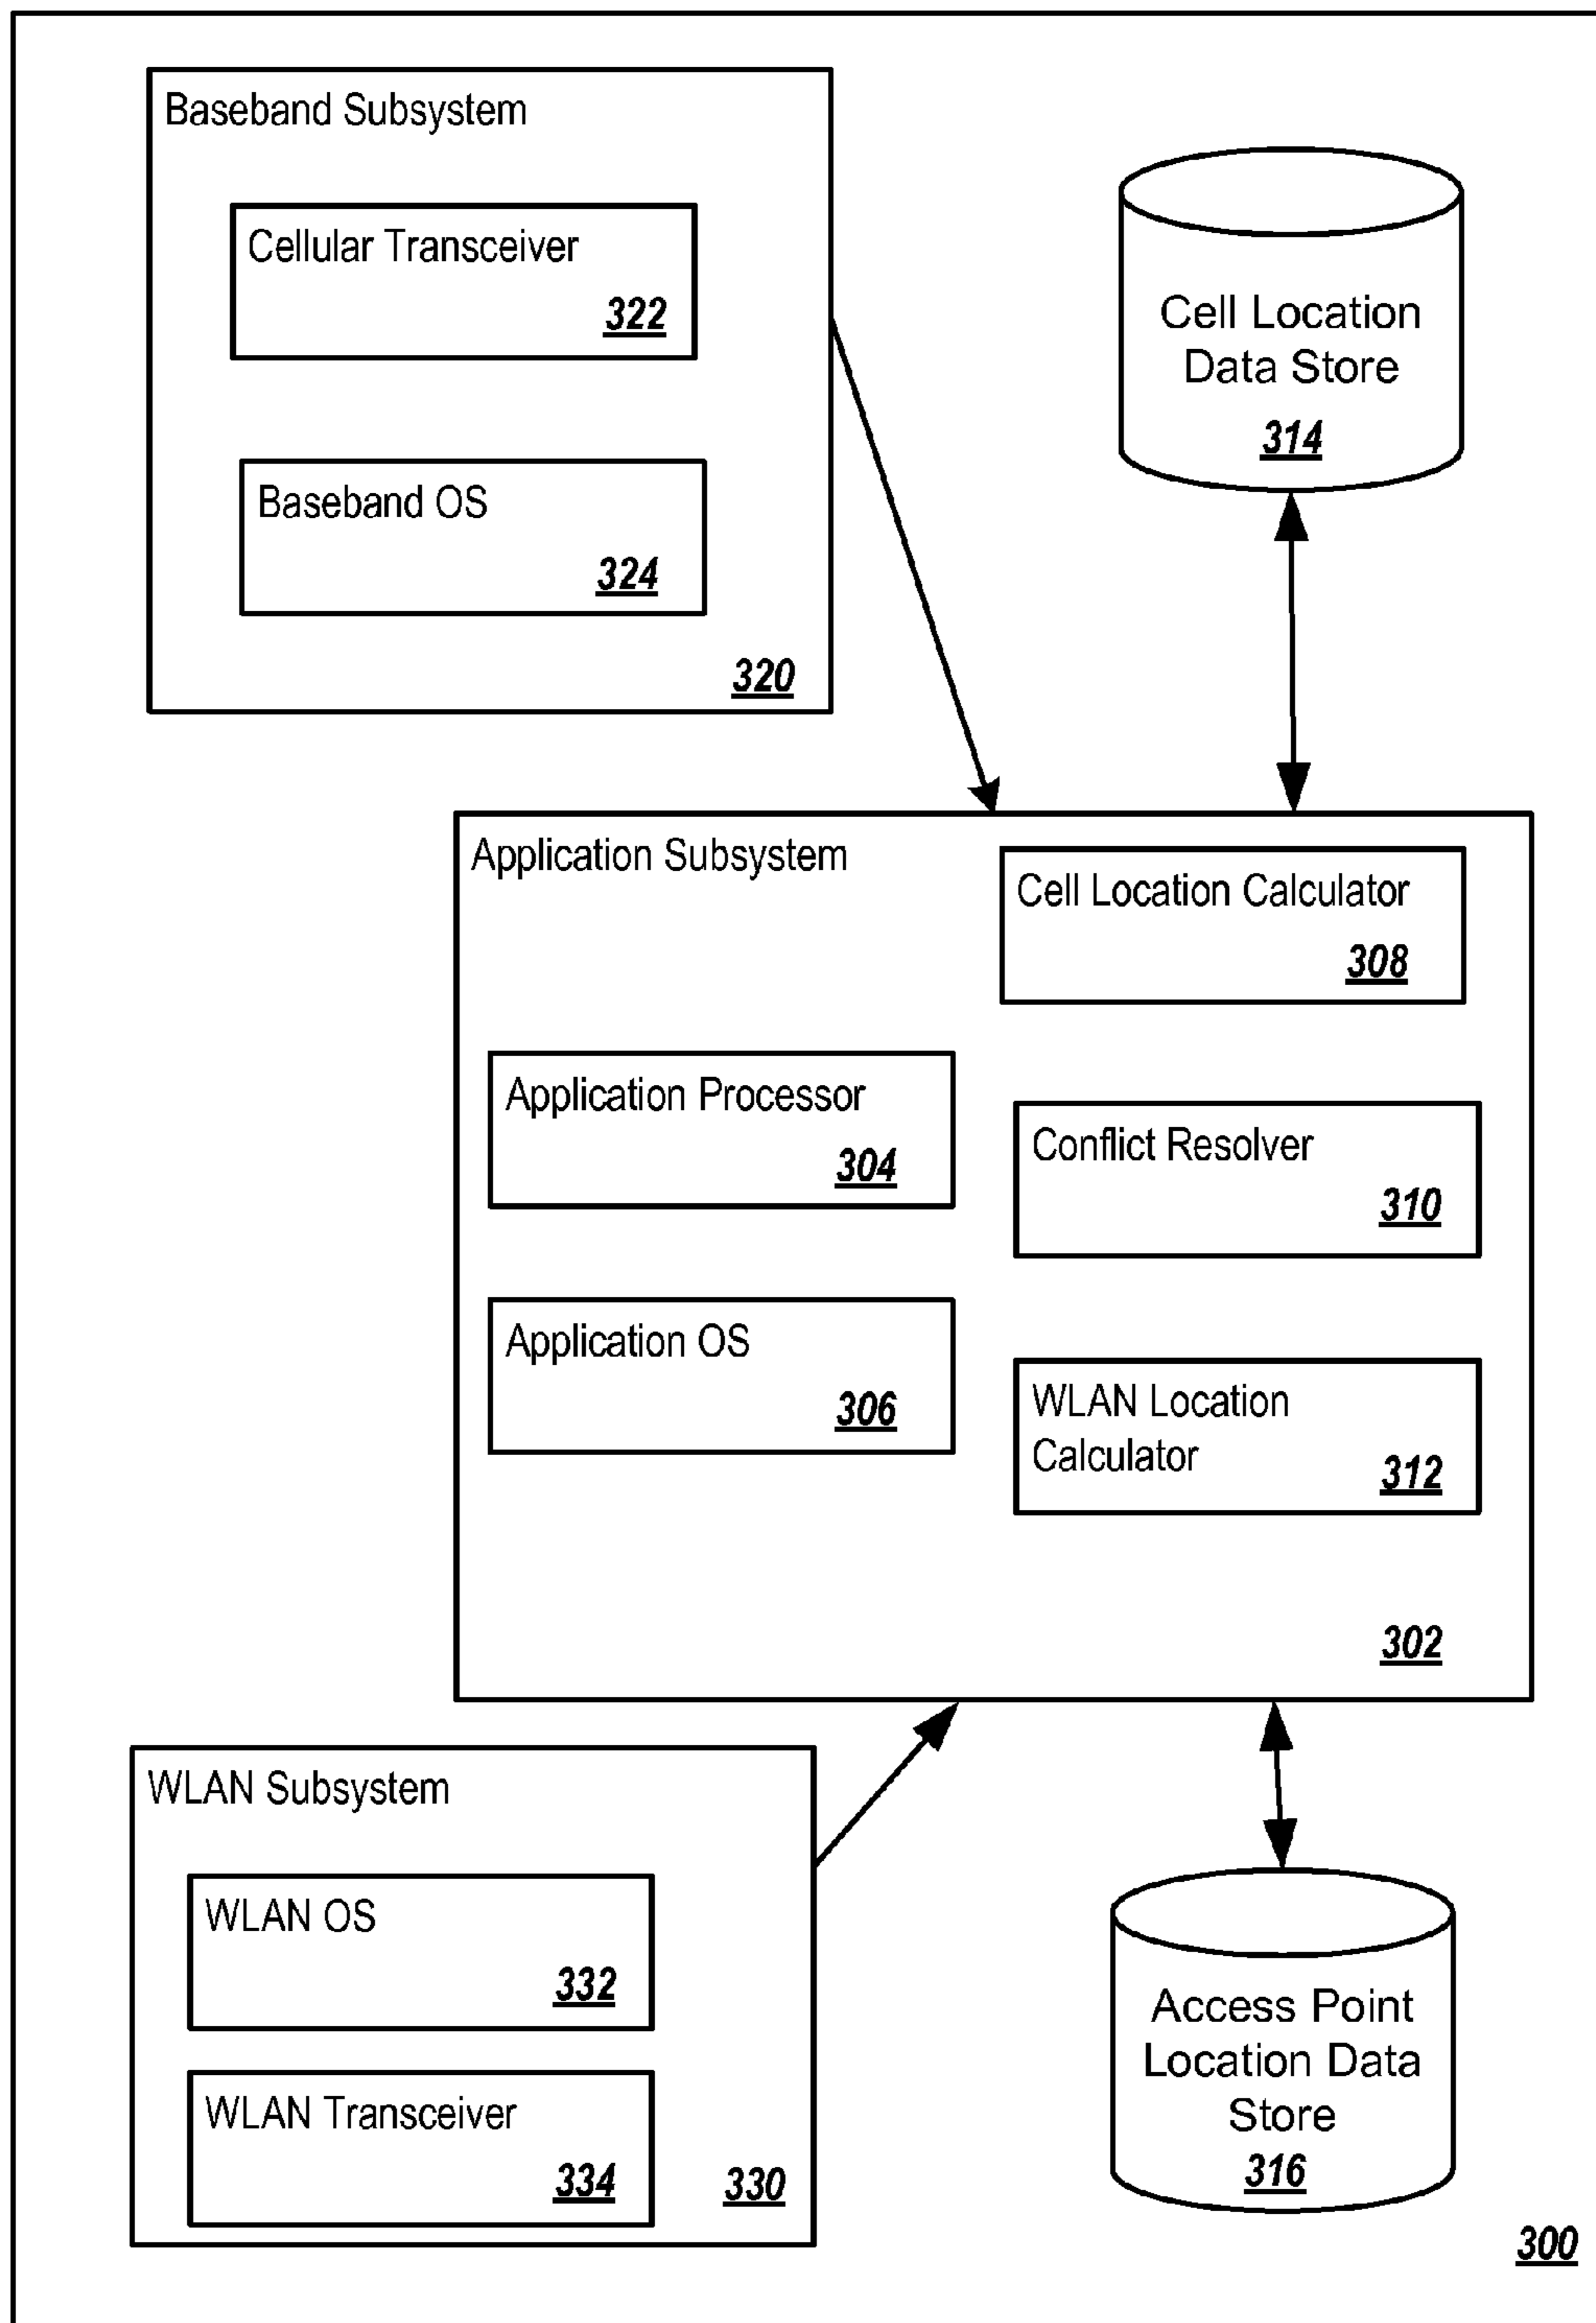 Baseband Subsystem
Cellular Transceiver
322
Baseband OS
324
320
Cell Location
Data Store
314
Application Subsystem
Cell Location Calculator
308
Application Processor
304
Conflict Resolver
310
Application OS
306
WLAN Location
Calculator
312
302
WLAN Subsystem
WLAN OS
332
WLAN Transceiver
334
330
Access Point
Location Data
Store
316
300